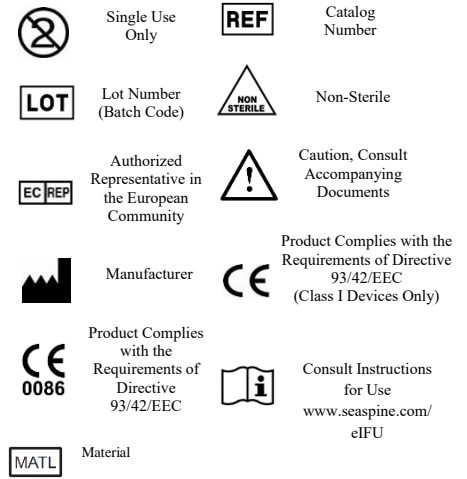 2
Single Use
Only
REF
Catalog
Number
LOT
Lot Number
(Batch Code)
NON
STERILE
Non-Sterile
EC REP
Authorized
Representative in
the European
Community
!
Caution, Consult
Accompanying
Documents
Manufacturer
CE
Product Complies with the
Requirements of Directive
93/42/EEC
(Class I Devices Only)
CE
0086
Product Complies
with the
Requirements of
Directive
93/42/EEC
i
Consult Instructions
for Use
www.seaspine.com/
eIFU
MATL
Material